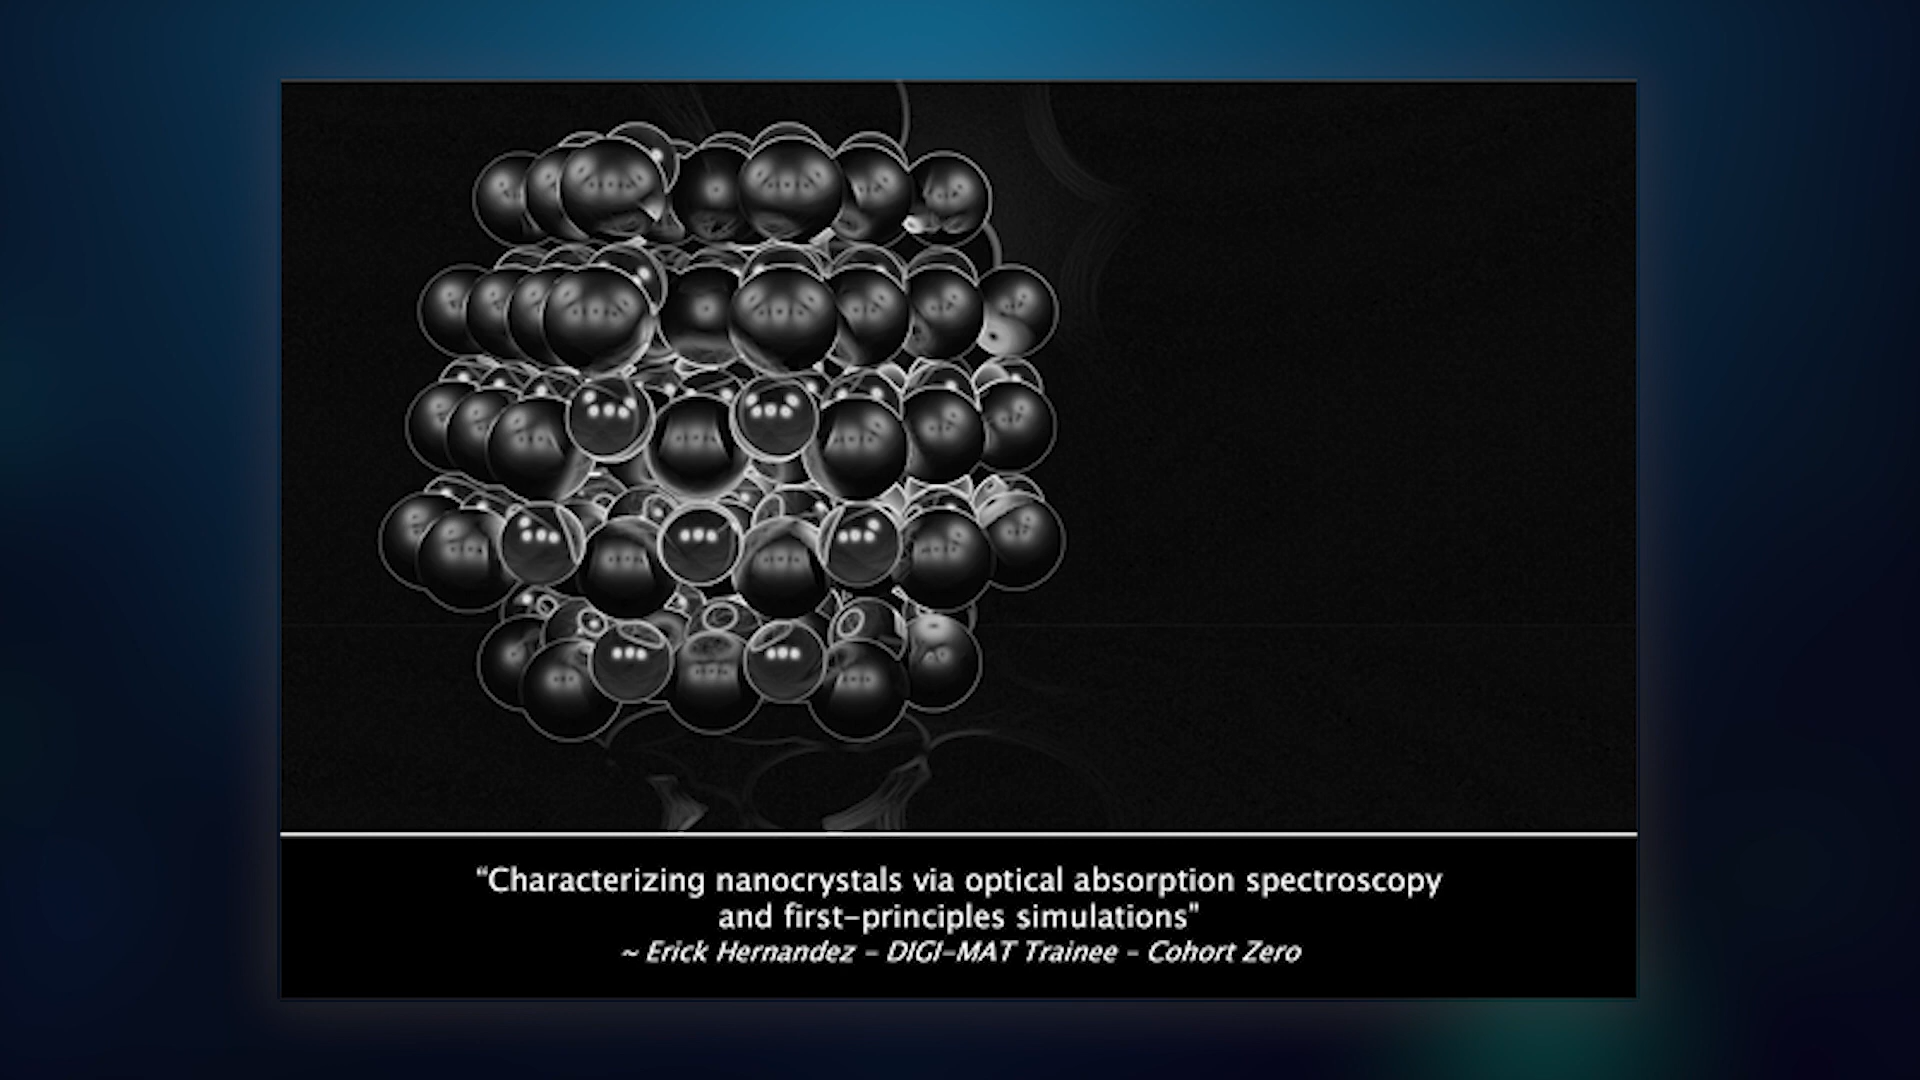 “Characterizing nanocrystals via optical absorption spectroscopy
and first-principles simulations”
~ Erick Hernandez - DIGI-MAT Trainee - Cohort Zero